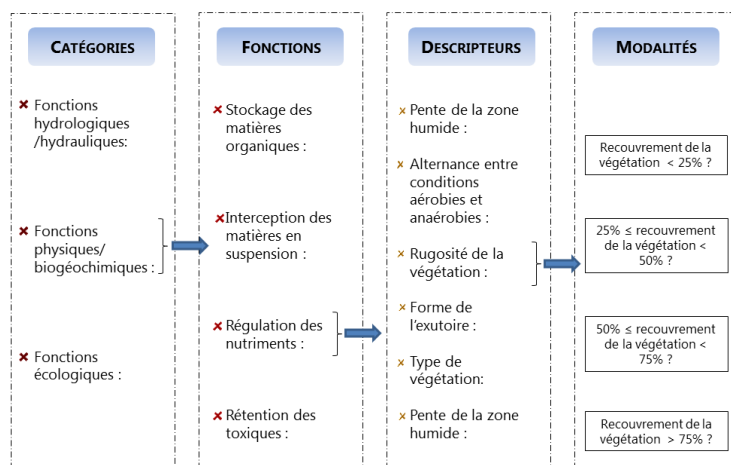 CATÉGORIES
Fonctions
hydrologiques
/hydrauliques:
Fonctions
physiques/
biogéochimiques :
Fonctions
écologiques :
FONCTIONS
Stockage des
matières
organiques :
Interception des
matières en
suspension :
Régulation des
nutriments :
Rétention des
toxiques :
DESCRIPTEURS
Pente de la zone
humide :
Alternance entre
conditions
aérobies et
anaérobies :
Rugosité de la
végétation :
Forme de
l'exutoire :
Type de
végétation:
Pente de la zone
humide :
MODALITÉS
Recouvrement de la
végétation < 25% ?
25% ≤ recouvrement
de la végétation <
50% ?
50% ≤ recouvrement
de la végétation <
75% ?
Recouvrement de la
végétation > 75% ?